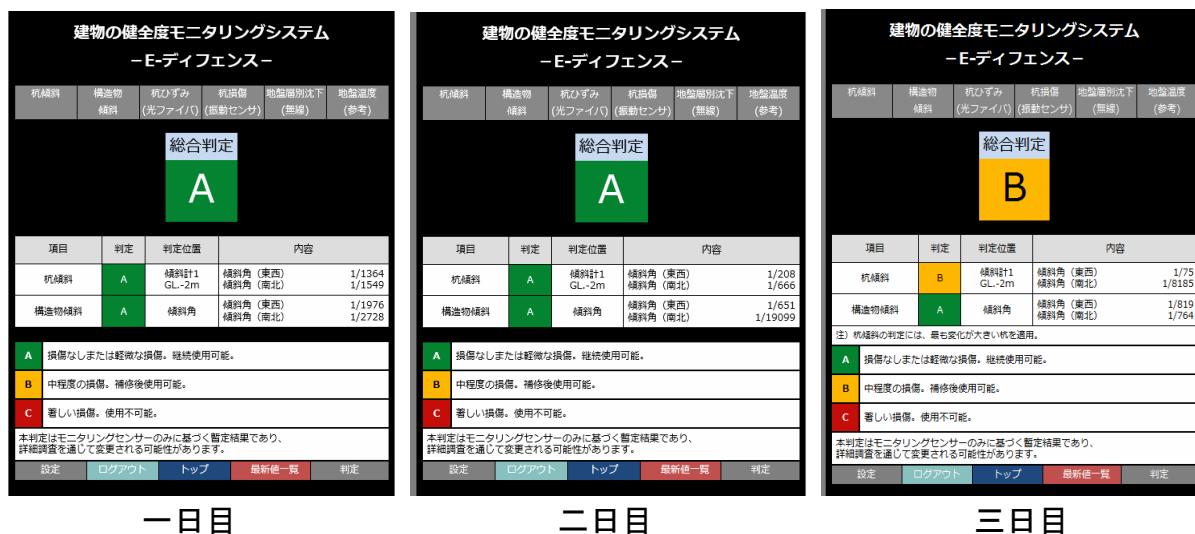 建物の健全度モニタリングシステム
－E-ディフェンス－
杭傾斜 構造物傾斜 杭ひずみ(光ファイバ) 杭損傷(振動センサ) 地盤層別沈下(無線) 地盤温度(参考)
総合判定
A
項目 判定 判定位置 内容
杭傾斜 A 傾斜計1 GL.-2m 傾斜角（東西） 1/1364
傾斜角（南北） 1/1549
構造物傾斜 A 傾斜角 傾斜角（東西） 1/1976
傾斜角（南北） 1/2728
A 損傷なしまたは軽微な損傷。継続使用可能。
B 中程度の損傷。補修後使用可能。
C 著しい損傷。使用不可能。
本判定はモニタリングセンサーのみに基づく暫定結果であり、
詳細調査を通じて変更される可能性があります。
設定 ログアウト トップ 最新値一覧 判定
一日目
建物の健全度モニタリングシステム
－E-ディフェンス－
杭傾斜 構造物傾斜 杭ひずみ(光ファイバ) 杭損傷(振動センサ) 地盤層別沈下(無線) 地盤温度(参考)
総合判定
A
項目 判定 判定位置 内容
杭傾斜 A 傾斜計1 GL.-2m 傾斜角（東西） 1/208
傾斜角（南北） 1/666
構造物傾斜 A 傾斜角 傾斜角（東西） 1/651
傾斜角（南北） 1/19099
A 損傷なしまたは軽微な損傷。継続使用可能。
B 中程度の損傷。補修後使用可能。
C 著しい損傷。使用不可能。
本判定はモニタリングセンサーのみに基づく暫定結果であり、
詳細調査を通じて変更される可能性があります。
設定 ログアウト トップ 最新値一覧 判定
二日目
建物の健全度モニタリングシステム
－E-ディフェンス－
杭傾斜 構造物傾斜 杭ひずみ(光ファイバ) 杭損傷(振動センサ) 地盤層別沈下(無線) 地盤温度(参考)
総合判定
B
項目 判定 判定位置 内容
杭傾斜 B 傾斜計1 GL.-2m 傾斜角（東西） 1/75
傾斜角（南北） 1/8185
構造物傾斜 A 傾斜角 傾斜角（東西） 1/819
傾斜角（南北） 1/764
注）杭傾斜の判定には、最も変化が大きい杭を適用。
A 損傷なしまたは軽微な損傷。継続使用可能。
B 中程度の損傷。補修後使用可能。
C 著しい損傷。使用不可能。
本判定はモニタリングセンサーのみに基づく暫定結果であり、
詳細調査を通じて変更される可能性があります。
設定 ログアウト トップ 最新値一覧 判定
三日目